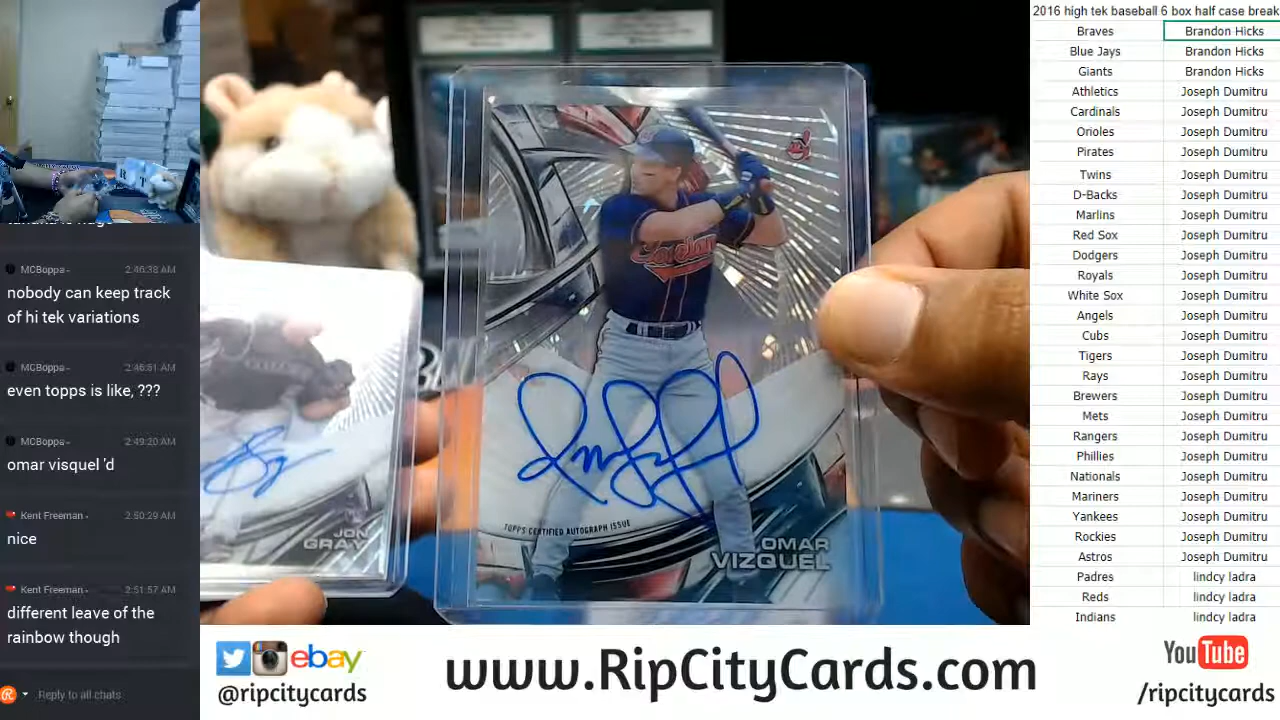 2016 high tek baseball 6 box half case break
Braves Brandon Hicks
Blue Jays Brandon Hicks
Giants Brandon Hicks
Athletics Joseph Dumitru
Cardinals Joseph Dumitru
Orioles Joseph Dumitru
Pirates Joseph Dumitru
Twins Joseph Dumitru
D-Backs Joseph Dumitru
Marlins Joseph Dumitru
Red Sox Joseph Dumitru
Dodgers Joseph Dumitru
Royals Joseph Dumitru
White Sox Joseph Dumitru
Angels Joseph Dumitru
Cubs Joseph Dumitru
Tigers Joseph Dumitru
Rays Joseph Dumitru
Brewers Joseph Dumitru
Mets Joseph Dumitru
Rangers Joseph Dumitru
Phillies Joseph Dumitru
Nationals Joseph Dumitru
Mariners Joseph Dumitru
Yankees Joseph Dumitru
Rockies Joseph Dumitru
Astros Joseph Dumitru
Padres lindcy ladra
Reds lindcy ladra
Indians lindcy ladra
MCBoppa - 2:46:38 AM
nobody can keep track
of hi tek variations
MCBoppa - 2:46:51 AM
even topps is like, ???
MCBoppa - 2:49:20 AM
omar visquel 'd
Kent Freeman - 2:50:29 AM
nice
Kent Freeman - 2:51:57 AM
different leave of the
rainbow though
Reply to all chats
JON
GRAY
Indians
TOPPS CERTIFIED AUTOGRAPH ISSUE
OMAR
VIZQUEL
ebay
@ripcitycards
www.RipCityCards.com
YouTube
/ripcitycards